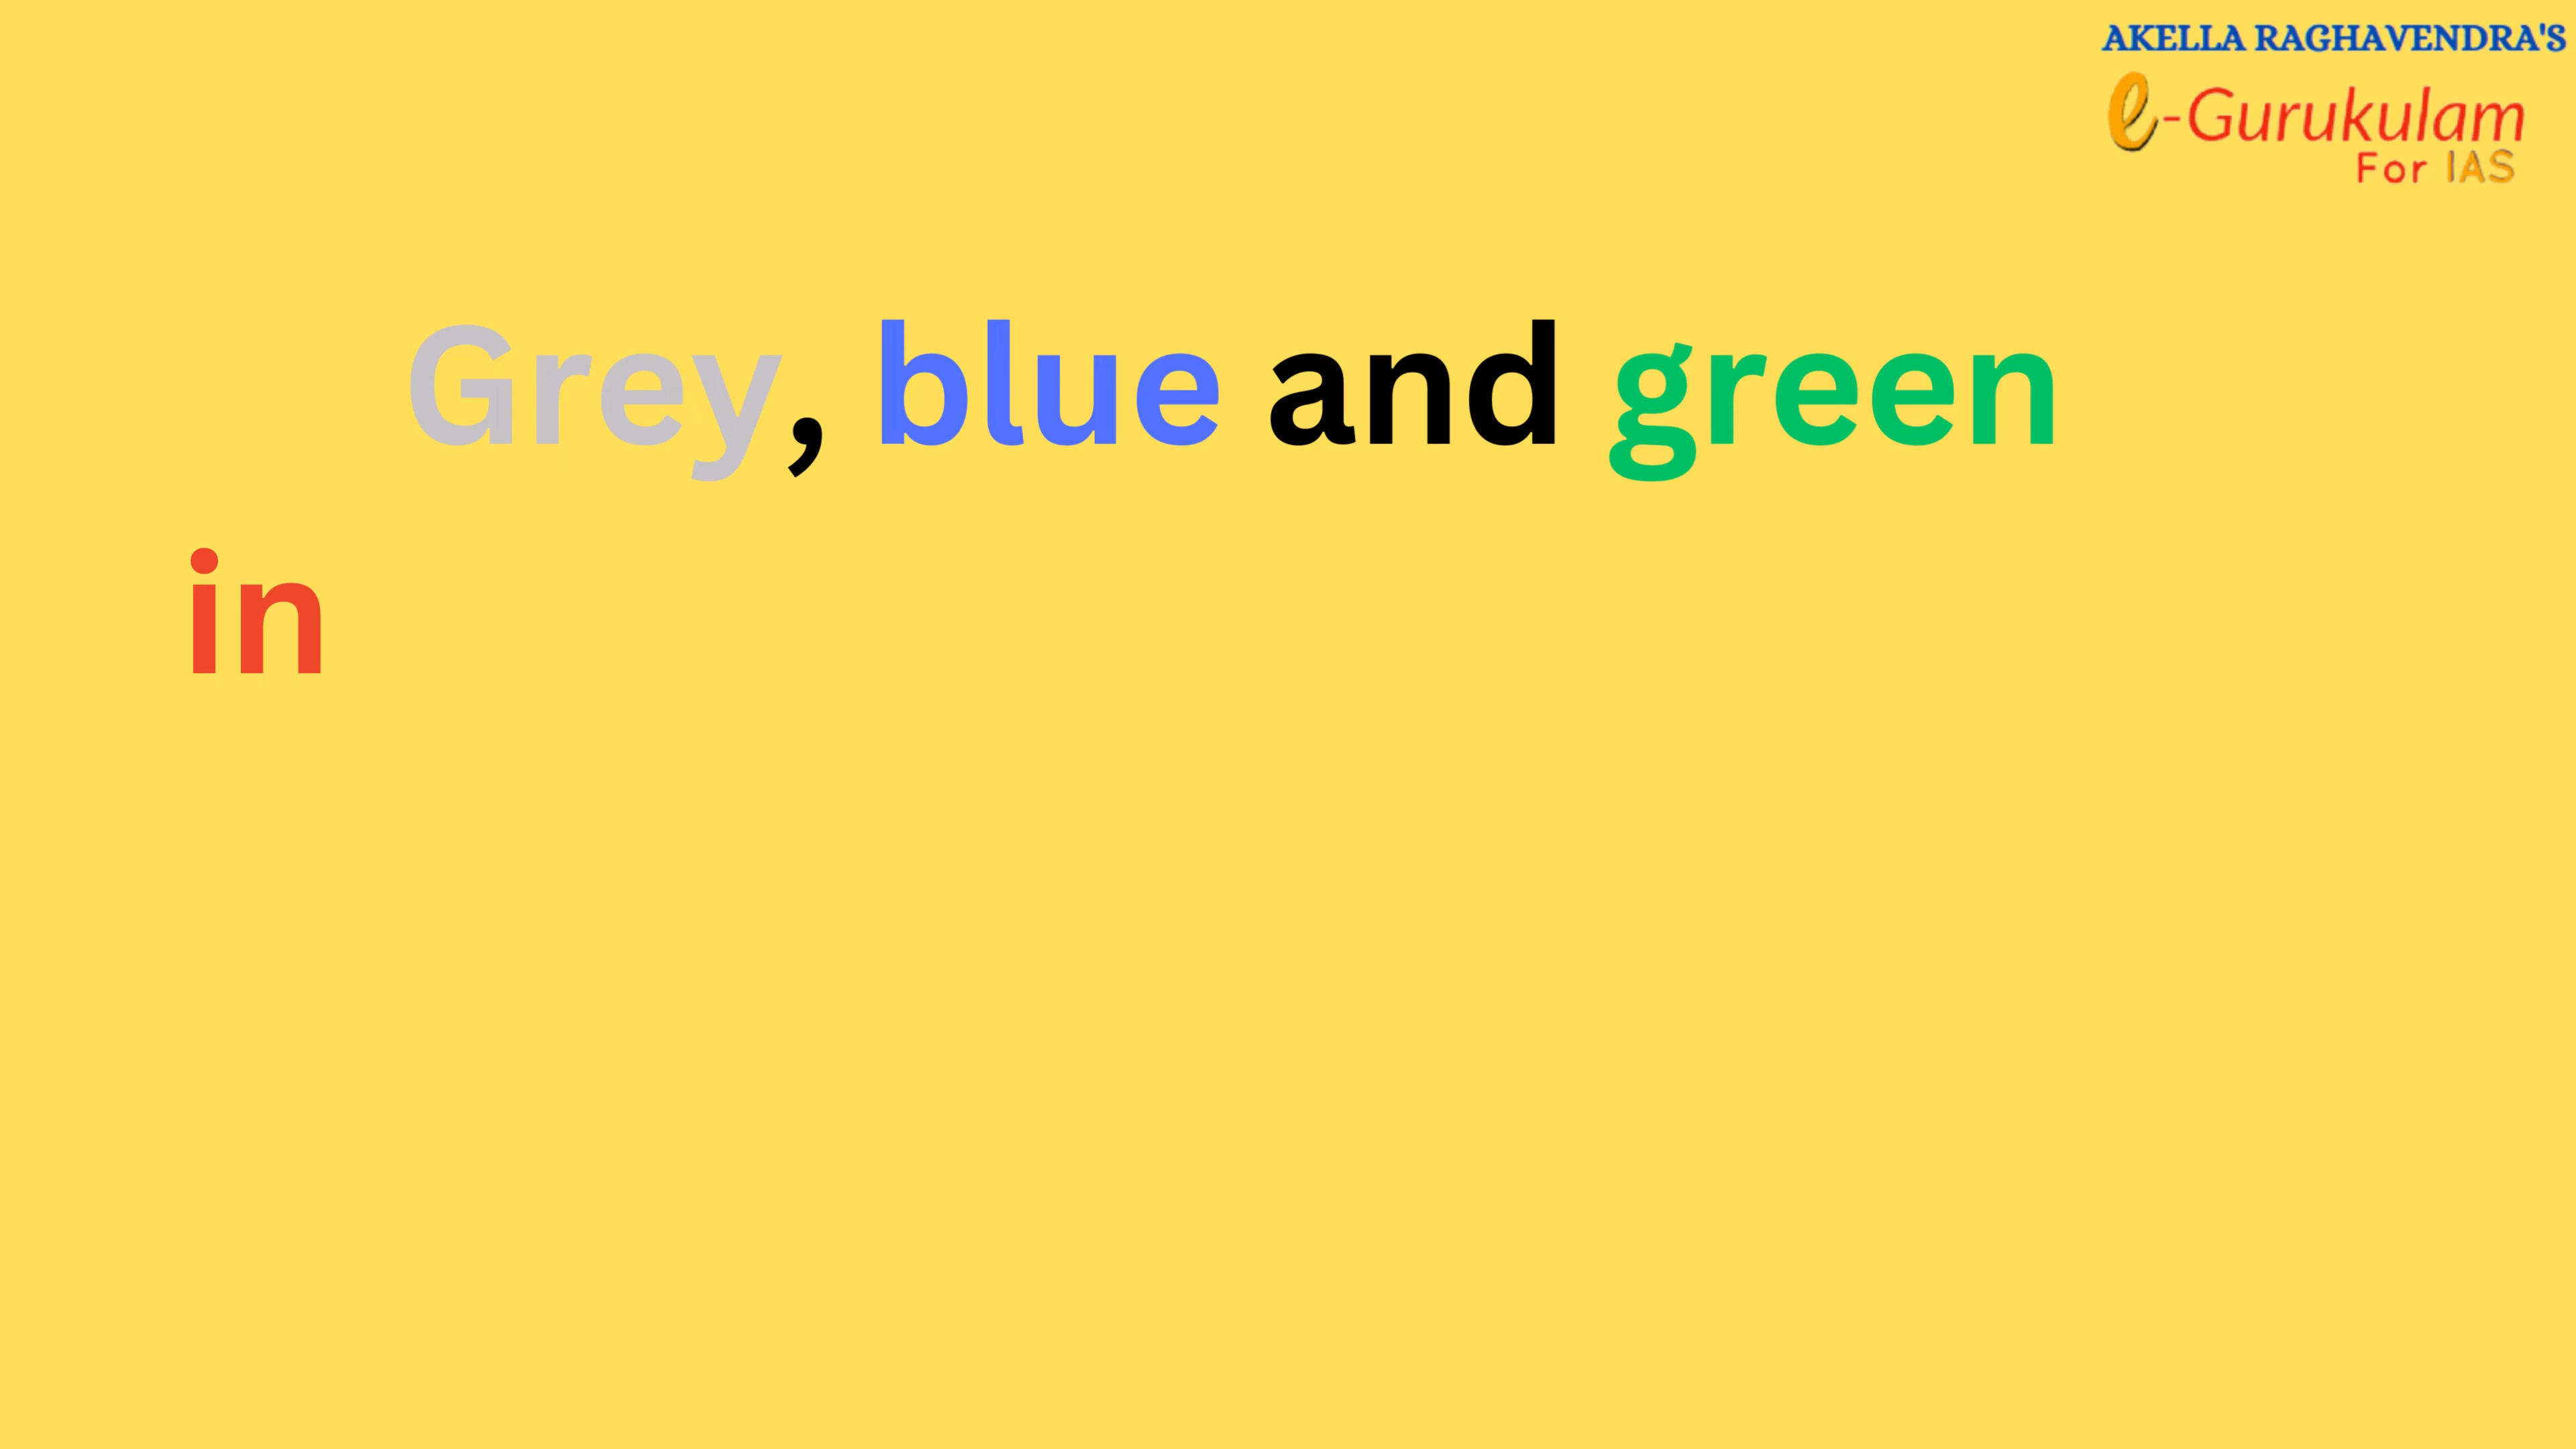 AKELLA RAGHAVENDRA'S
e-Gurukulam
For IAS
Grey, blue and green
in